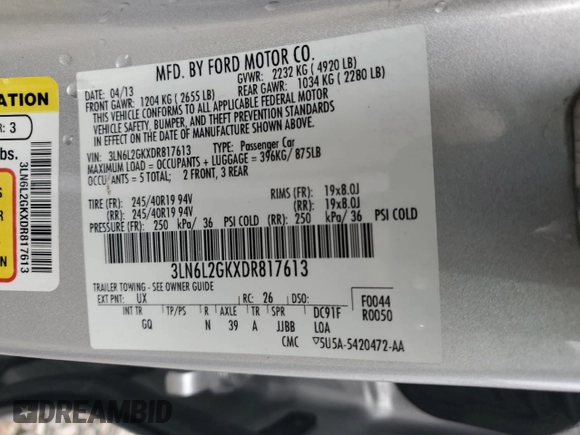 MFD. BY FORD MOTOR CO.
DATE: 04/13 GVWR: 2232 KG ( 4920 LB)
FRONT GAWR: 1204 KG ( 2655 LB) REAR GAWR: 1034 KG ( 2280 LB)
THIS VEHICLE CONFORMS TO ALL APPLICABLE FEDERAL MOTOR
VEHICLE SAFETY, BUMPER, AND THEFT PREVENTION STANDARDS
IN EFFECT ON THE DATE OF MANUFACTURE SHOWN ABOVE.
VIN: 3LN6L2GKXDR817613 TYPE: Passenger Car
MAXIMUM LOAD = OCCUPANTS + LUGGAGE = 396KG/ 875LB
OCCUPANTS = 5 TOTAL; 2 FRONT, 3 REAR
TIRE (FR): 245/40R19 94V RIMS (FR): 19x8.0J
(RR): 245/40R19 94V (RR): 19x8.0J
PRESSURE (FR): 250 kPa/ 36 PSI COLD (RR): 250 kPa/ 36 PSI COLD
3LN6L2GKXDR817613
TRAILER TOWING - SEE OWNER GUIDE
EXT PNT: UX RC: 26 DSO: F0044
INT TR TP/PS R AXLE TR SPR DC91F R0050
GQ N 39 A JJBB LOA
CMC 5U5A-5420472-AA
ATION
R: 3
bs.
3LN6L2GKXDR817613
DREAMBID